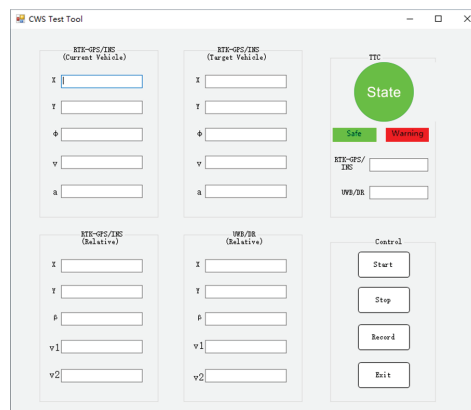 CWS Test Tool
RTK-GPS/INS
(Current Vehicle)
X
Y
ф
v
a
RTK-GPS/INS
(Target Vehicle)
X
Y
ф
v
a
TTC
State
Safe
Warning
RTK-GPS/
INS
UWB/DR
RTK-GPS/INS
(Relative)
X
Y
β
v1
v2
UWB/DR
(Relative)
X
Y
β
v1
v2
Control
Start
Stop
Record
Exit